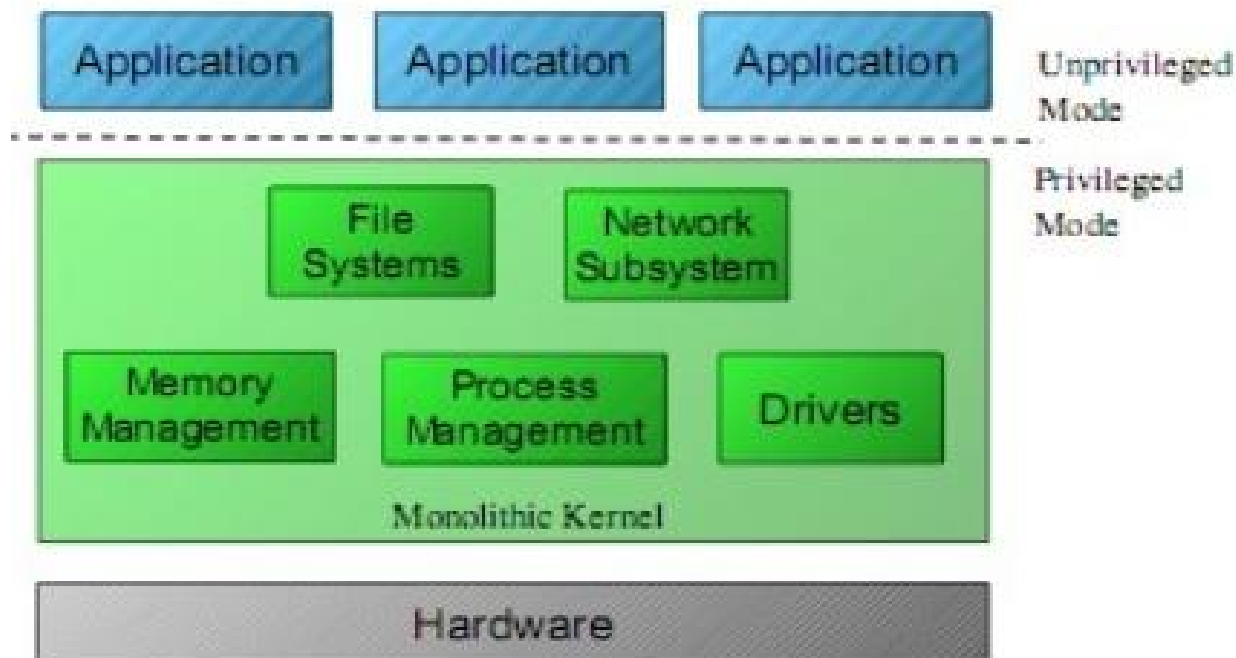 Application
Application
Application
Unprivileged
Mode
Privileged
Mode
File
Systems
Network
Subsystem
Memory
Management
Process
Management
Drivers
Monolithic Kernel
Hardware